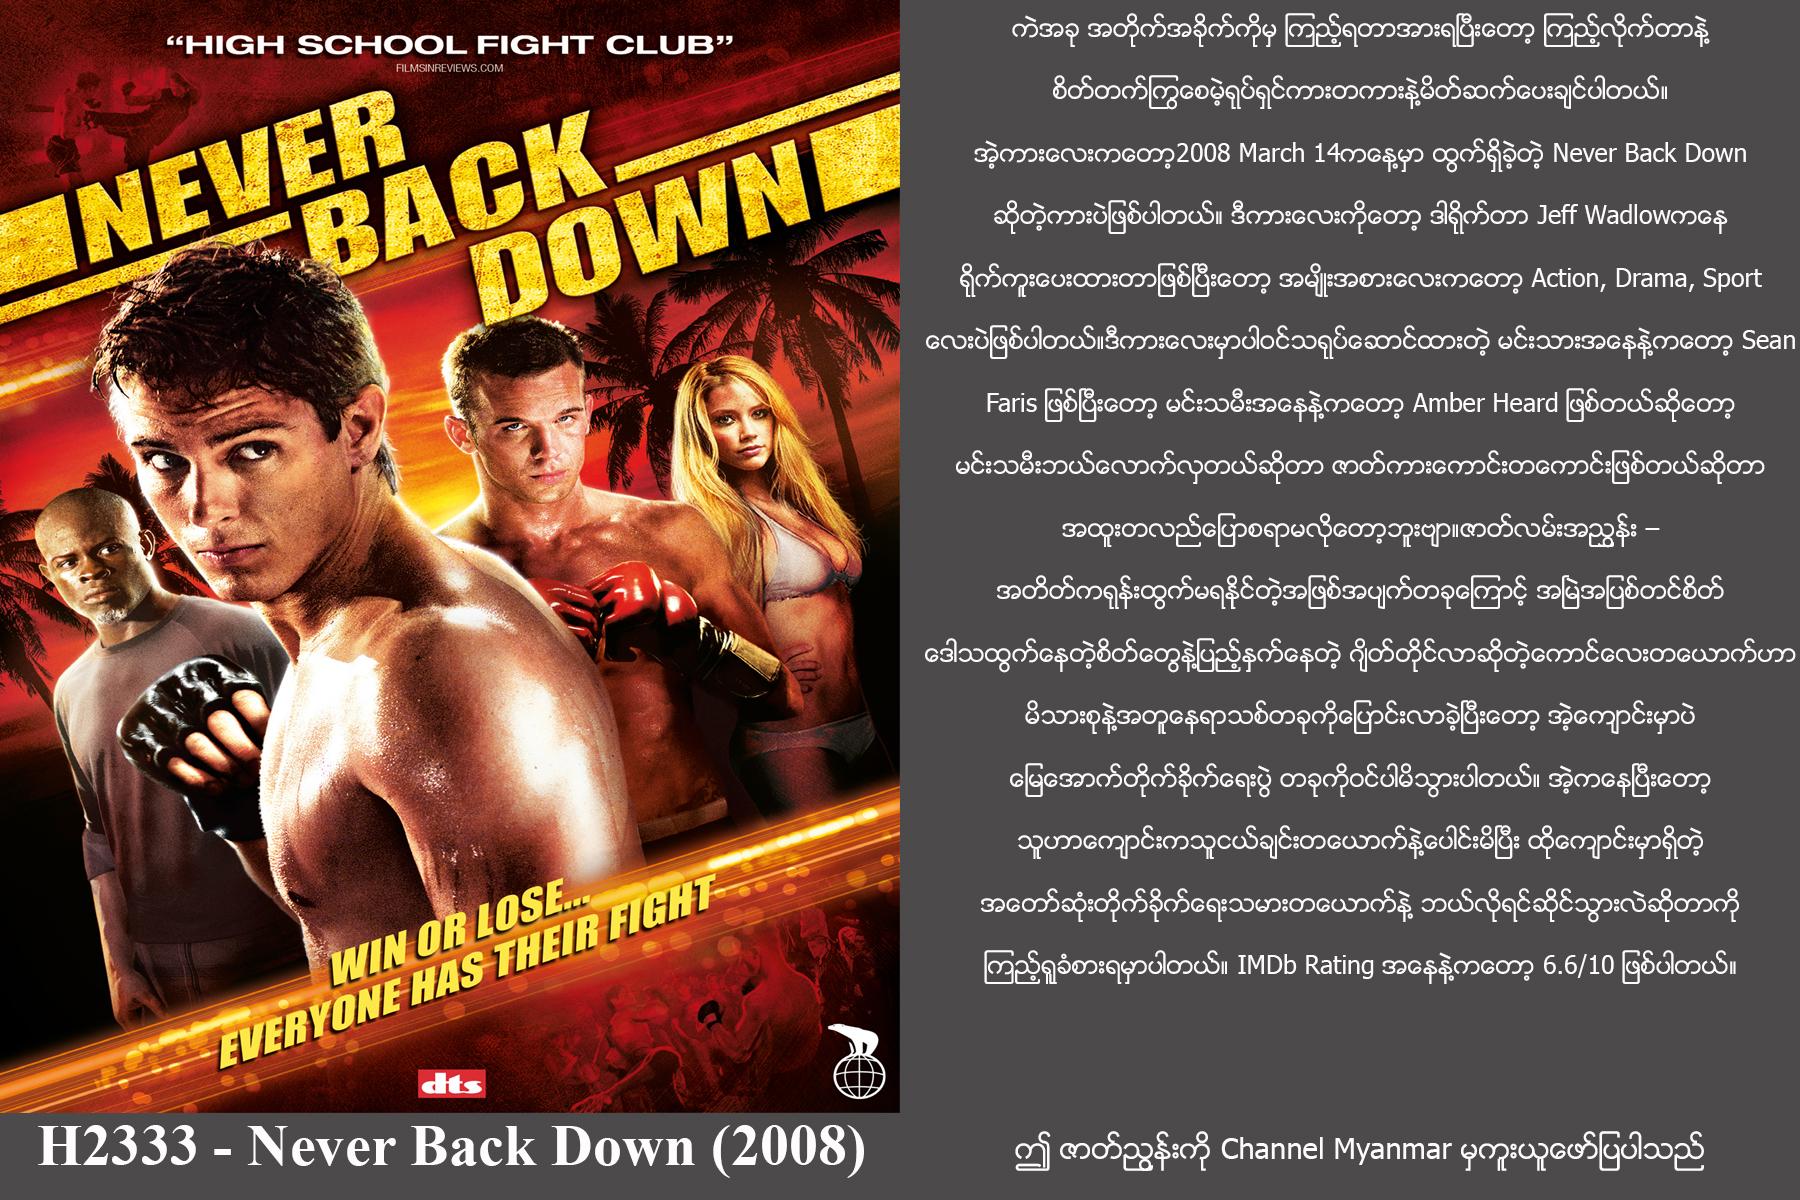 “HIGH SCHOOL FIGHT CLUB”
FILMSINREVIEWS.COM
NEVER
BACK
DOWN
WIN OR LOSE...
EVERYONE HAS THEIR FIGHT
dts
H2333 - Never Back Down (2008)
ကဲအခု အတိုက်အခိုက်ကိုမှ ကြည့်ရတာအားရပြီးတော့ ကြည့်လိုက်တာနဲ့
စိတ်တက်ကြွစေမဲ့ရုပ်ရှင်ကားတကားနဲ့မိတ်ဆက်ပေးချင်ပါတယ်။
အဲ့ကားလေးကတော့2008 March 14ကနေ့မှာ ထွက်ရှိခဲ့တဲ့ Never Back Down
ဆိုတဲ့ကားပဲဖြစ်ပါတယ်။ ဒီကားလေးကိုတော့ ဒါရိုက်တာ Jeff Wadlowကနေ
ရိုက်ကူးပေးထားတာဖြစ်ပြီးတော့ အမျိုးအစားလေးကတော့ Action, Drama, Sport
လေးပဲဖြစ်ပါတယ်။ဒီကားလေးမှာပါဝင်သရုပ်ဆောင်ထားတဲ့ မင်းသားအနေနဲ့ကတော့ Sean
Faris ဖြစ်ပြီးတော့ မင်းသမီးအနေနဲ့ကတော့ Amber Heard ဖြစ်တယ်ဆိုတော့
မင်းသမီးဘယ်လောက်လှတယ်ဆိုတာ ဇာတ်ကားကောင်းတကောင်းဖြစ်တယ်ဆိုတာ
အထူးတလည်ပြောစရာမလိုတော့ဘူးဗျာ။ဇာတ်လမ်းအညွှန်း –
အတိတ်ကရုန်းထွက်မရနိုင်တဲ့အဖြစ်အပျက်တခုကြောင့် အမြဲအပြစ်တင်စိတ်
ဒေါသထွက်နေတဲ့စိတ်တွေနဲ့ပြည့်နှက်နေတဲ့ ဂျိတ်တိုင်လာဆိုတဲ့ကောင်လေးတယောက်ဟာ
မိသားစုနဲ့အတူနေရာသစ်တခုကိုပြောင်းလာခဲ့ပြီးတော့ အဲ့ကျောင်းမှာပဲ
မြေအောက်တိုက်ခိုက်ရေးပွဲ တခုကိုဝင်ပါမိသွားပါတယ်။ အဲ့ကနေပြီးတော့
သူဟာကျောင်းကသူငယ်ချင်းတယောက်နဲ့ပေါင်းမိပြီး ထိုကျောင်းမှာရှိတဲ့
အတော်ဆုံးတိုက်ခိုက်ရေးသမားတယောက်နဲ့ ဘယ်လိုရင်ဆိုင်သွားလဲဆိုတာကို
ကြည့်ရှုခံစားရမှာပါတယ်။ IMDb Rating အနေနဲ့ကတော့ 6.6/10 ဖြစ်ပါတယ်။
ဤ ဇာတ်ညွှန်းကို Channel Myanmar မှကူးယူဖော်ပြပါသည်